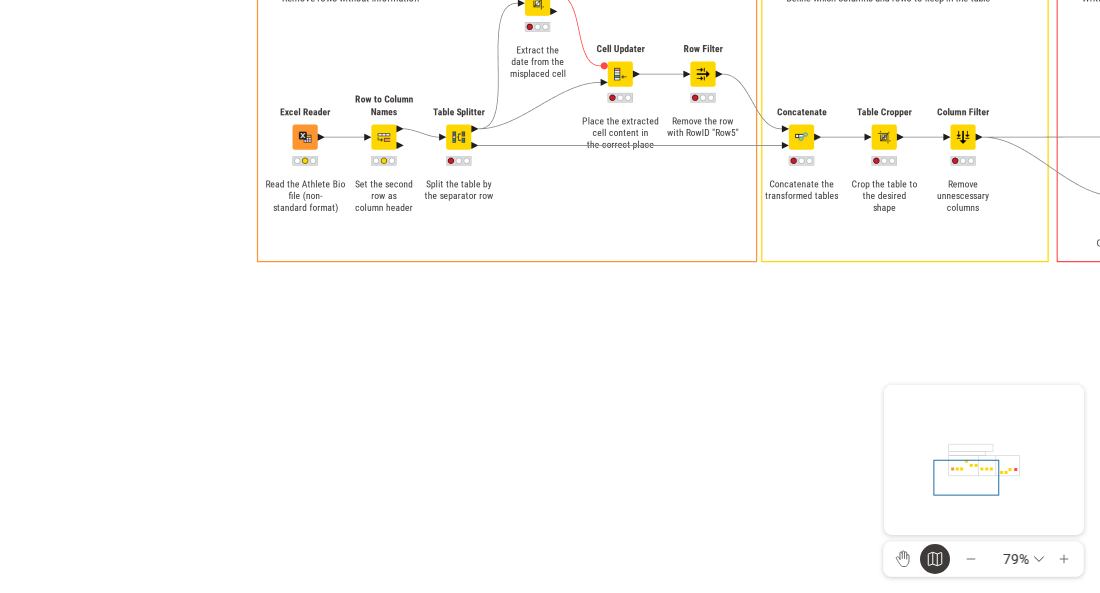 Extract the
date from the
misplaced cell
Cell Updater
Row Filter
Place the extracted
cell content in
the correct place
Remove the row
with RowID "Row5"
Excel Reader
Row to Column
Names
Table Splitter
Concatenate
Table Cropper
Column Filter
Read the Athlete Bio
file (non-
standard format)
Set the second
row as
column header
Split the table by
the separator row
Concatenate the
transformed tables
Crop the table to
the desired
shape
Remove
unnescessary
columns
79%